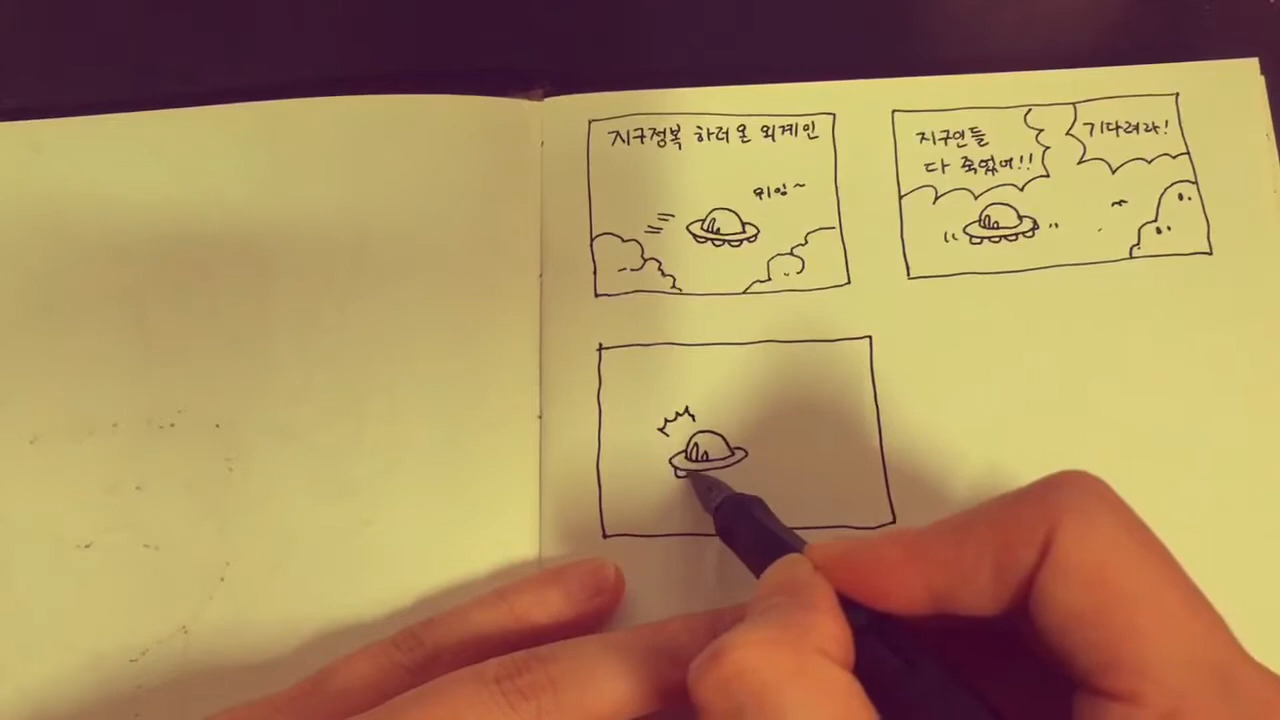 지구정복 하러 온 외계인
위잉~
지구인들
다 죽었어!!
기다려라!